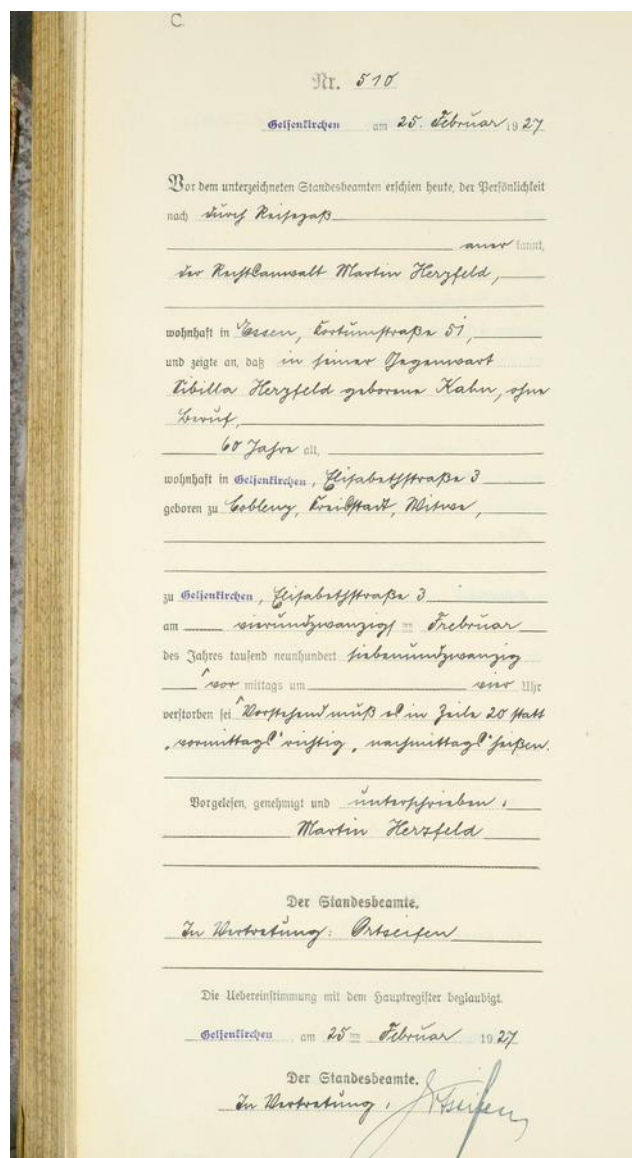 C.
Nr. 510
Gelsenkirchen am 25. Februar 1927
Vor dem unterzeichneten Standesbeamten erschien heute, der Persönlichkeit
nach durch Reisepaß
anerkannt,
der Rechtsanwalt Martin Herzfeld,
wohnhaft in Essen, Kortumstraße 51,
und zeigte an, daß in seiner Gegenwart
Sibilla Herzfeld geborene Kahn, ohne
Beruf,
60 Jahre alt,
wohnhaft in Gelsenkirchen, Elisabethstraße 3
geboren zu Coblenz, Kreisstadt, Witwe,
zu Gelsenkirchen, Elisabethstraße 3
am vierundzwanzigsten Februar
des Jahres tausend neunhundert siebenundzwanzig
vor mittags um vier Uhr
verstorben sei Vorstehend muß es in Zeile 20 statt
„vormittags" richtig „nachmittags" heißen.
Vorgelesen, genehmigt und unterschrieben.
Martin Herzfeld
Der Standesbeamte.
In Vertretung: Ortseifen
Die Uebereinstimmung mit dem Hauptregister beglaubigt.
Gelsenkirchen am 25 ten Februar 1927
Der Standesbeamte.
In Vertretung: Ortseifen